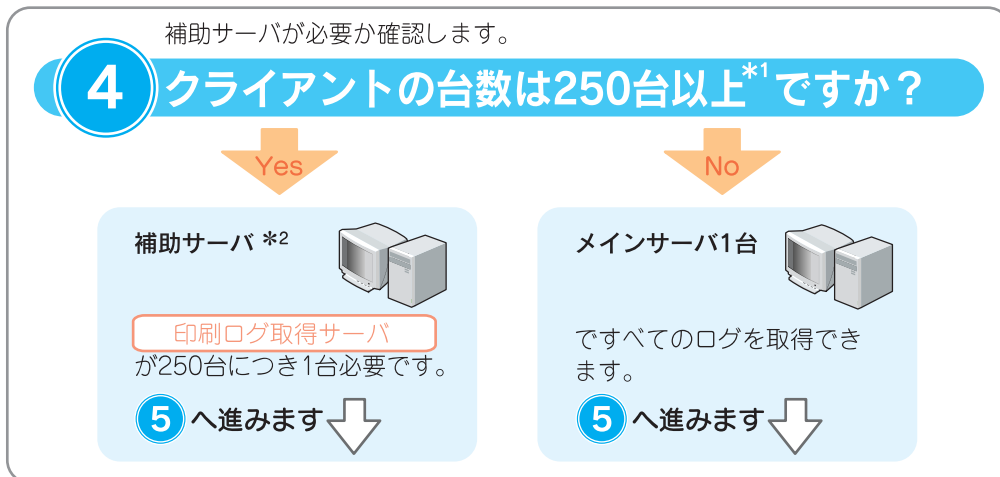 補助サーバが必要か確認します。
4 クライアントの台数は250台以上*1ですか？
Yes
No
補助サーバ *2
印刷ログ取得サーバ
が250台につき1台必要です。
5 へ進みます
メインサーバ1台
ですべてのログを取得でき
ます。
5 へ進みます